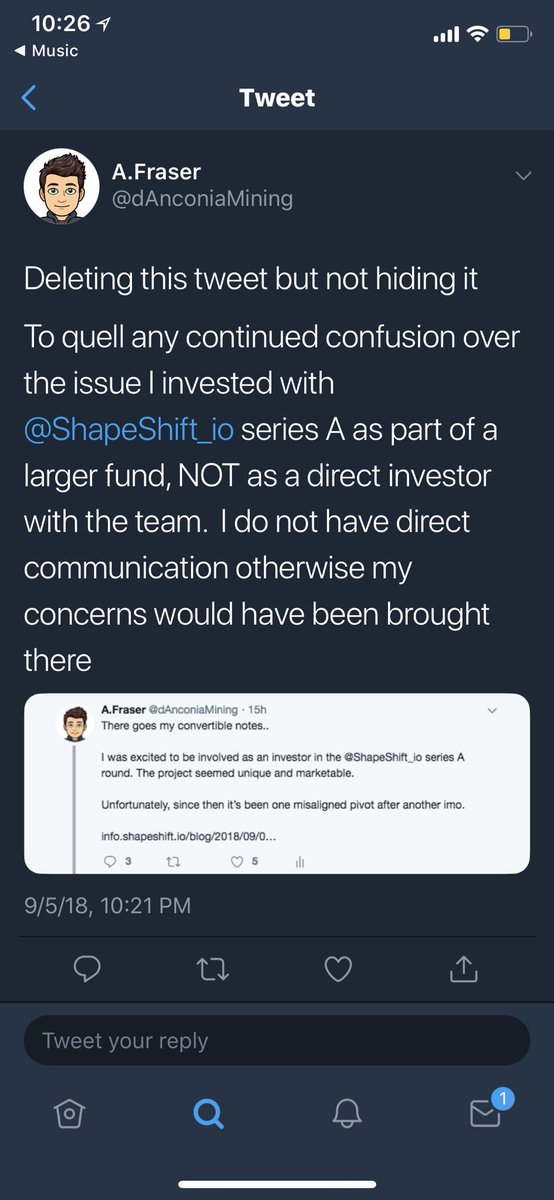 10:26
◀ Music
Tweet
A.Fraser
@dAnconiaMining
Deleting this tweet but not hiding it
To quell any continued confusion over
the issue I invested with
@ShapeShift_io series A as part of a
larger fund, NOT as a direct investor
with the team.  I do not have direct
communication otherwise my
concerns would have been brought
there
A.Fraser @dAnconiaMining · 15h
There goes my convertible notes..
I was excited to be involved as an investor in the @ShapeShift_io series A
round. The project seemed unique and marketable.
Unfortunately, since then it's been one misaligned pivot after another imo.
info.shapeshift.io/blog/2018/09/0...
3
5
9/5/18, 10:21 PM
Tweet your reply
1